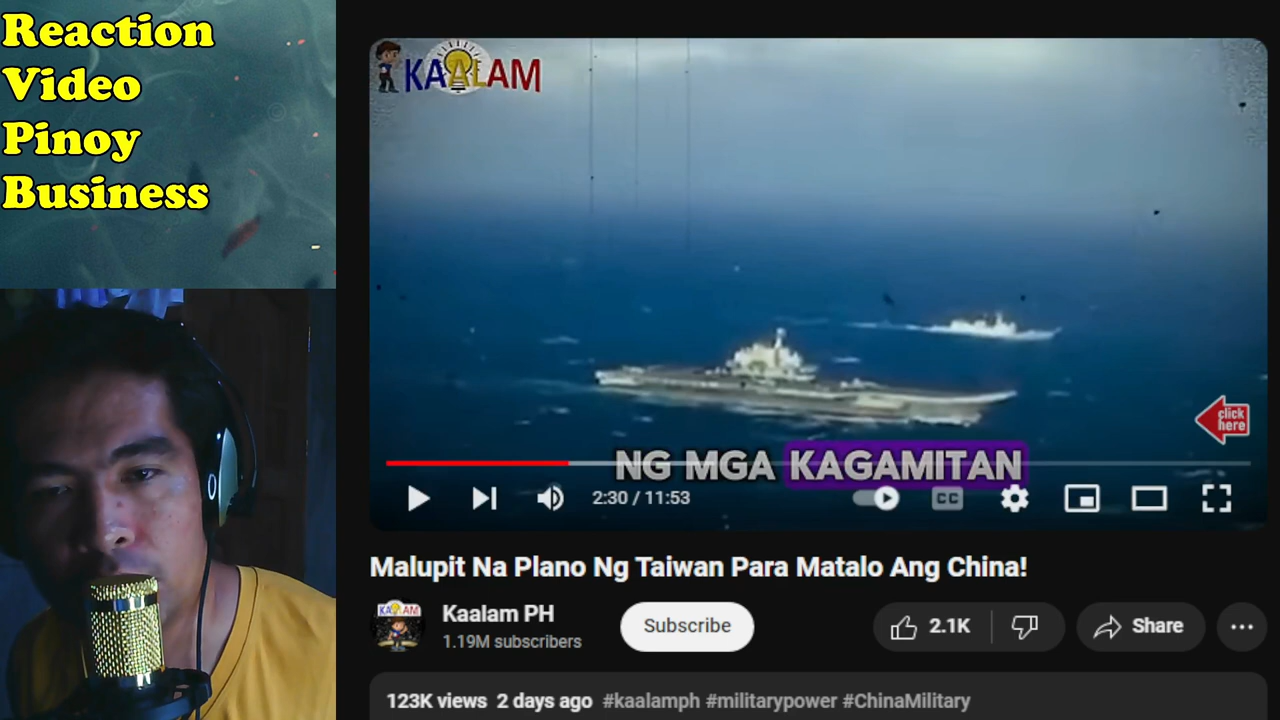 Reaction
Video
Pinoy
Business
KAALAM
click
here
NG MGA KAGAMITAN
2:30 / 11:53
CC
Malupit Na Plano Ng Taiwan Para Matalo Ang China!
KAALAM
Kaalam PH
1.19M subscribers
Subscribe
2.1K
Share
123K views 2 days ago #kaalamph #militarypower #ChinaMilitary